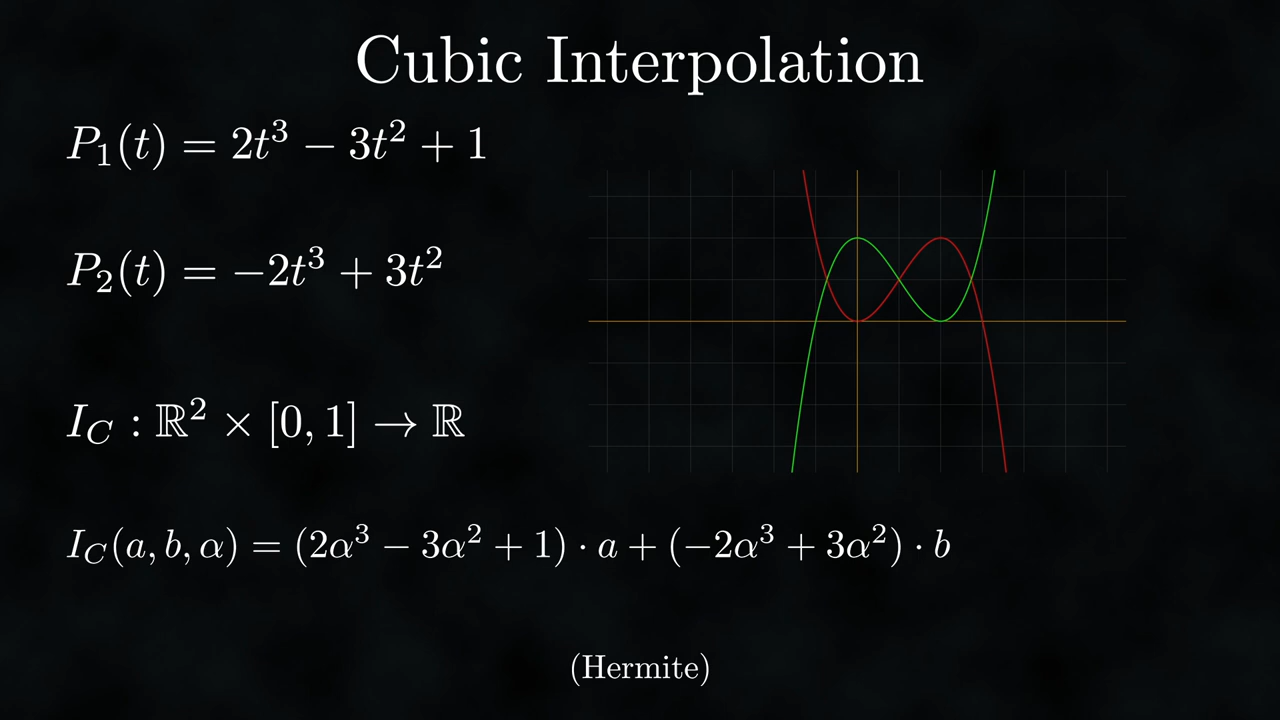 Cubic Interpolation
P₁(t) = 2t³ − 3t² + 1
P₂(t) = −2t³ + 3t²
I_C : ℝ² × [0, 1] → ℝ
I_C(a, b, α) = (2α³ − 3α² + 1) · a + (−2α³ + 3α²) · b
(Hermite)